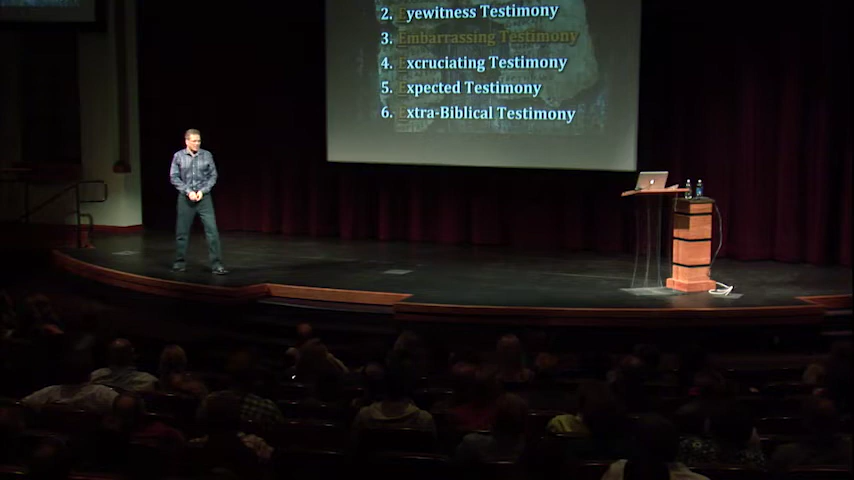 2. Eyewitness Testimony
3. Embarrassing Testimony
4. Excruciating Testimony
5. Expected Testimony
6. Extra-Biblical Testimony